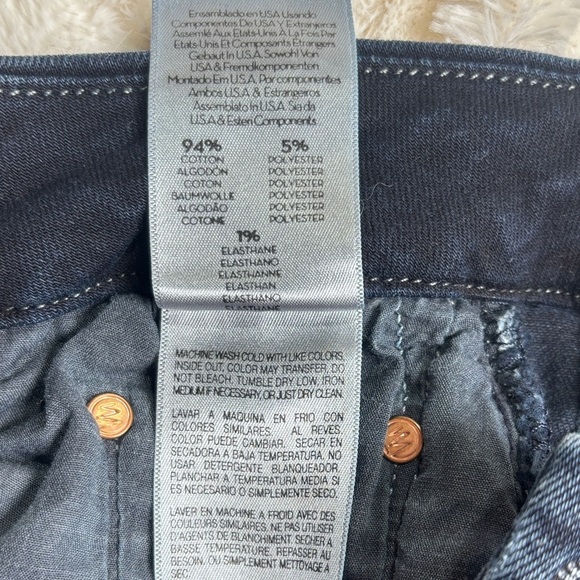 Ensamblado en USA Usando
Componentes De USA Y Extranjeros
Assemlé Aux Etats-Unis A La Fois Par
Etats-Unis Et Composants Etrangers
Gebaut In U.S.A. Sowohl Von
USA & Fremdkomponenten
Montado Em U.S.A. Por componentes
Ambos U.S.A & Estrangeiros
Assemblato In U.S.A. Sia da
U.S.A & Esteri Componenti
94% 5%
COTTON POLYESTER
ALGODÓN POLYESTER
COTON POLYESTER
BAUMWOLLE POLYESTER
ALGODÃO POLYESTER
COTONE POLYESTER
1%
ELASTHANE
ELASTHANO
ELASTHANNE
ELASTHAN
ELASTHANO
MACHINE WASH COLD WITH LIKE COLORS,
INSIDE OUT, COLOR MAY TRANSFER, DO
NOT BLEACH. TUMBLE DRY LOW, IRON
MEDIUM IF NECESSARY, OR JUST DRY CLEAN.
LAVAR A MAQUINA, EN FRIO CON
COLORES SIMILARES, AL REVES.
COLOR PUEDE CAMBIAR. SECAR EN
SECADORA A BAJA TEMPERATURA. NO
USAR DETERGENTE BLANQUEADOR.
PLANCHAR A TEMPERATURA MEDIA SI
ES NECESARIO O SIMPLEMENTE SECO.
LAVER EN MACHINE A FROID AVEC DES
COULEURS SIMILAIRES. NE PAS UTILISER
D'AGENTS DE BLANCHIMENT SECHER A
BASSE TEMPERATURE. REPASSER AU
BESOIN, OU SIMPLEMENT NETTOYAGE A
SEC